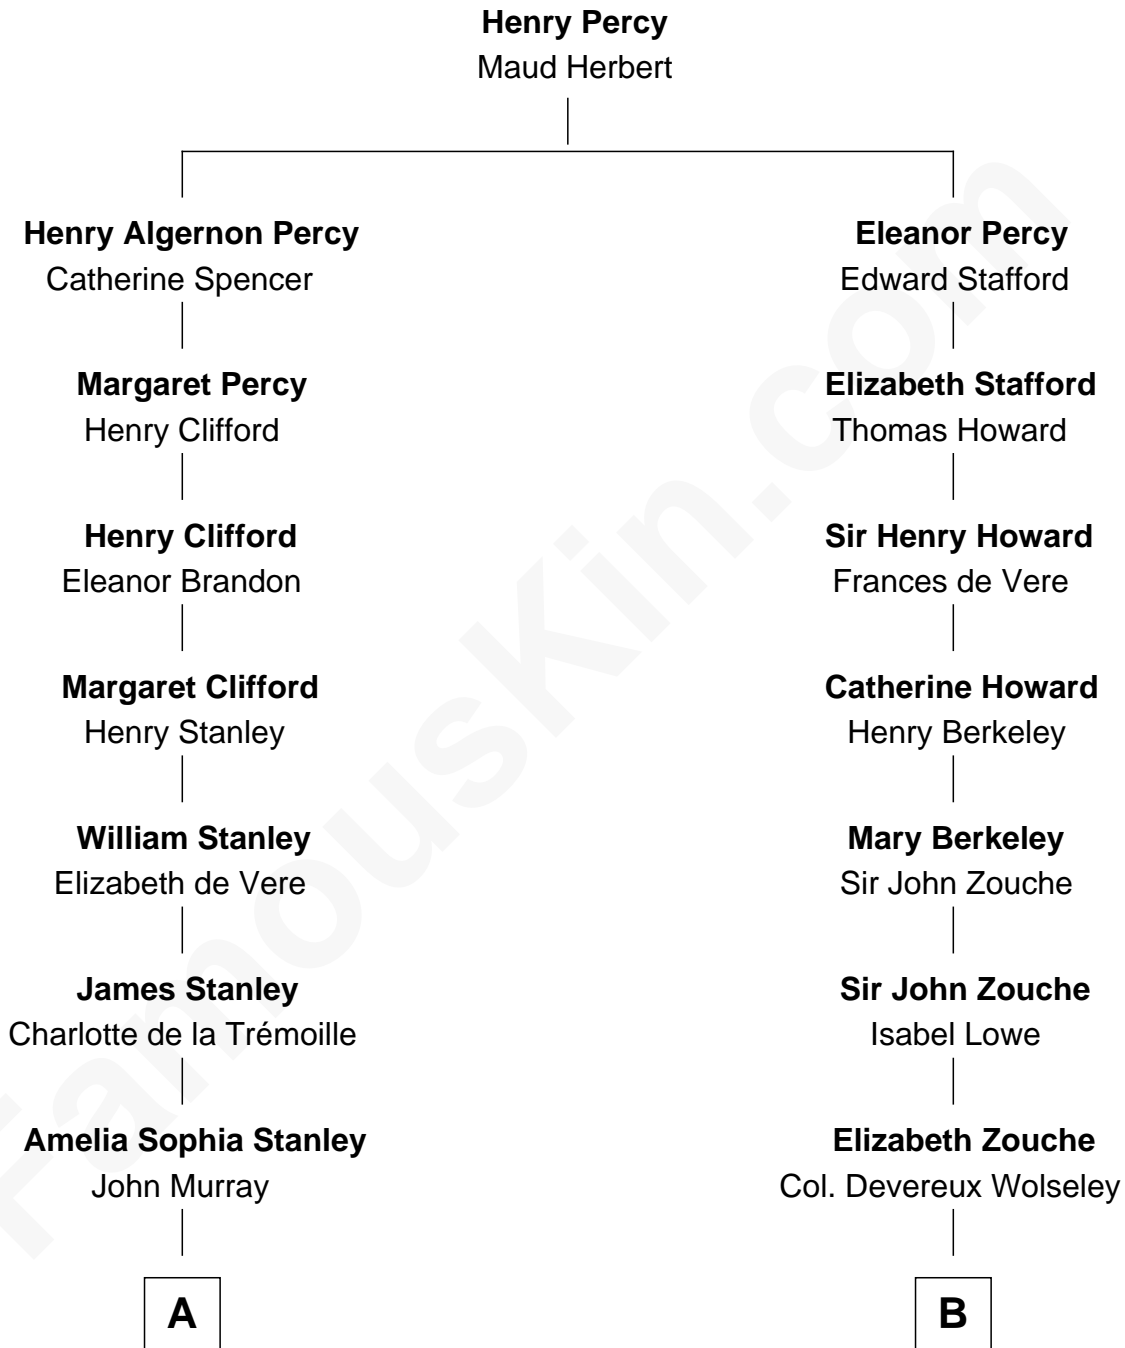 Henry Percy
Maud Herbert
Henry Algernon Percy
Catherine Spencer
Eleanor Percy
Edward Stafford
Margaret Percy
Henry Clifford
Elizabeth Stafford
Thomas Howard
Henry Clifford
Eleanor Brandon
Sir Henry Howard
Frances de Vere
Margaret Clifford
Henry Stanley
Catherine Howard
Henry Berkeley
William Stanley
Elizabeth de Vere
Mary Berkeley
Sir John Zouche
James Stanley
Charlotte de la Trémoille
Sir John Zouche
Isabel Lowe
Amelia Sophia Stanley
John Murray
Elizabeth Zouche
Col. Devereux Wolseley
A
B
FamousKin.com